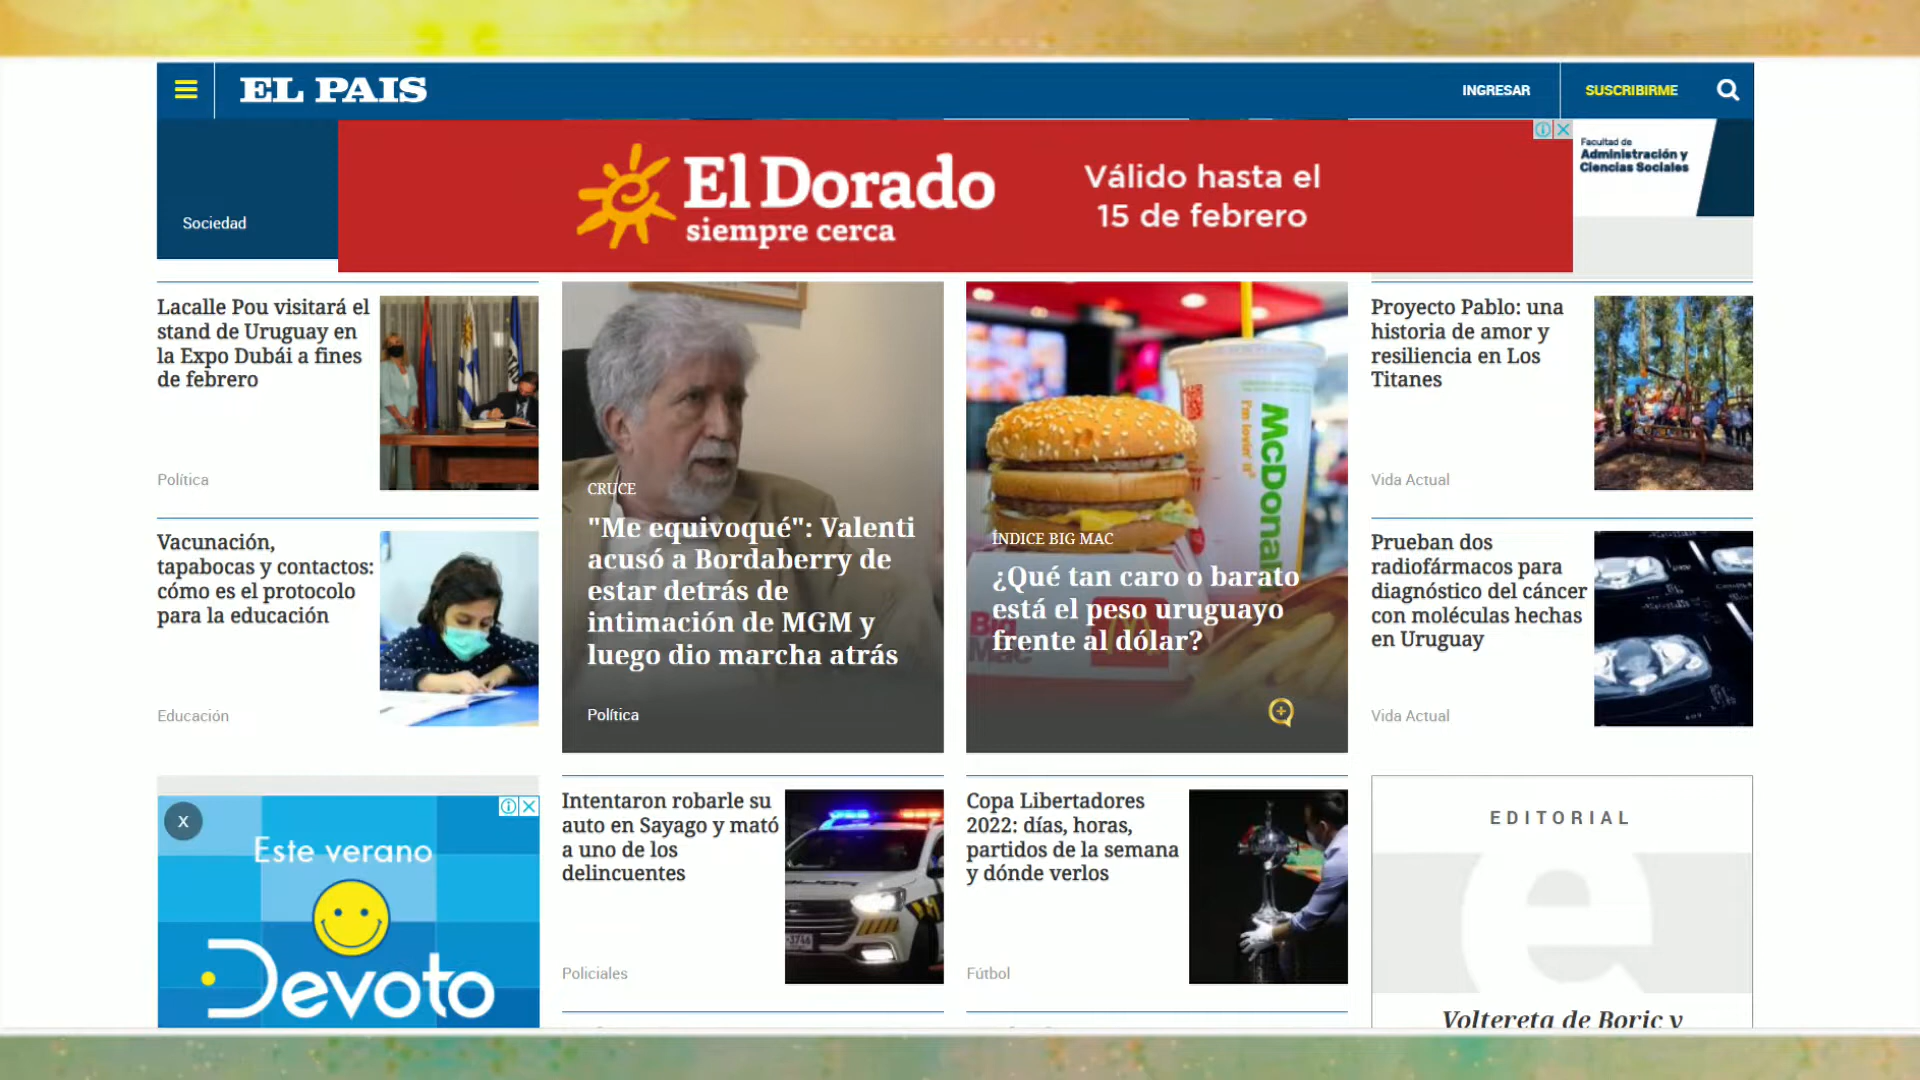 EL PAIS
INGRESAR
SUSCRIBIRME
El Dorado
siempre cerca
Válido hasta el
15 de febrero
Facultad de
Administración y
Ciencias Sociales
Sociedad
Lacalle Pou visitará el
stand de Uruguay en
la Expo Dubái a fines
de febrero
Política
Vacunación,
tapabocas y contactos:
cómo es el protocolo
para la educación
Educación
CRUCE
"Me equivoqué": Valenti
acusó a Bordaberry de
estar detrás de
intimación de MGM y
luego dio marcha atrás
Política
McDonal
i'm lovin' it
Big
Mac
ÍNDICE BIG MAC
¿Qué tan caro o barato
está el peso uruguayo
frente al dólar?
Proyecto Pablo: una
historia de amor y
resiliencia en Los
Titanes
Vida Actual
Prueban dos
radiofármacos para
diagnóstico del cáncer
con moléculas hechas
en Uruguay
Vida Actual
X
Este verano
Devoto
Intentaron robarle su
auto en Sayago y mató
a uno de los
delincuentes
Policiales
Copa Libertadores
2022: días, horas,
partidos de la semana
y dónde verlos
Fútbol
EDITORIAL
e
Voltereta de Boric y